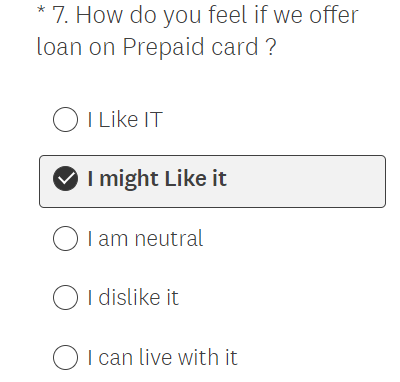 * 7. How do you feel if we offer
loan on Prepaid card ?
I Like IT
I might Like it
I am neutral
I dislike it
I can live with it